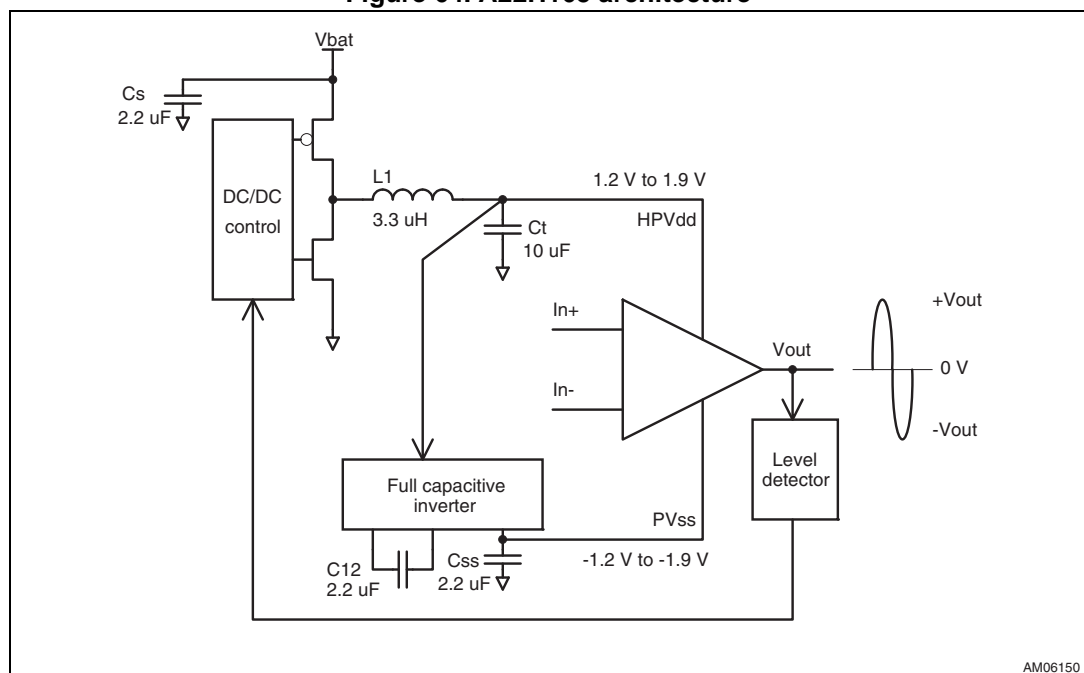 Vbat
Cs
2.2 uF
DC/DC
control
L1
3.3 uH
1.2 V to 1.9 V
HPVdd
Ct
10 uF
In+
In-
Vout
+Vout
0 V
-Vout
Level
detector
Full capacitive
inverter
PVss
-1.2 V to -1.9 V
C12
2.2 uF
Css
2.2 uF
AM06150